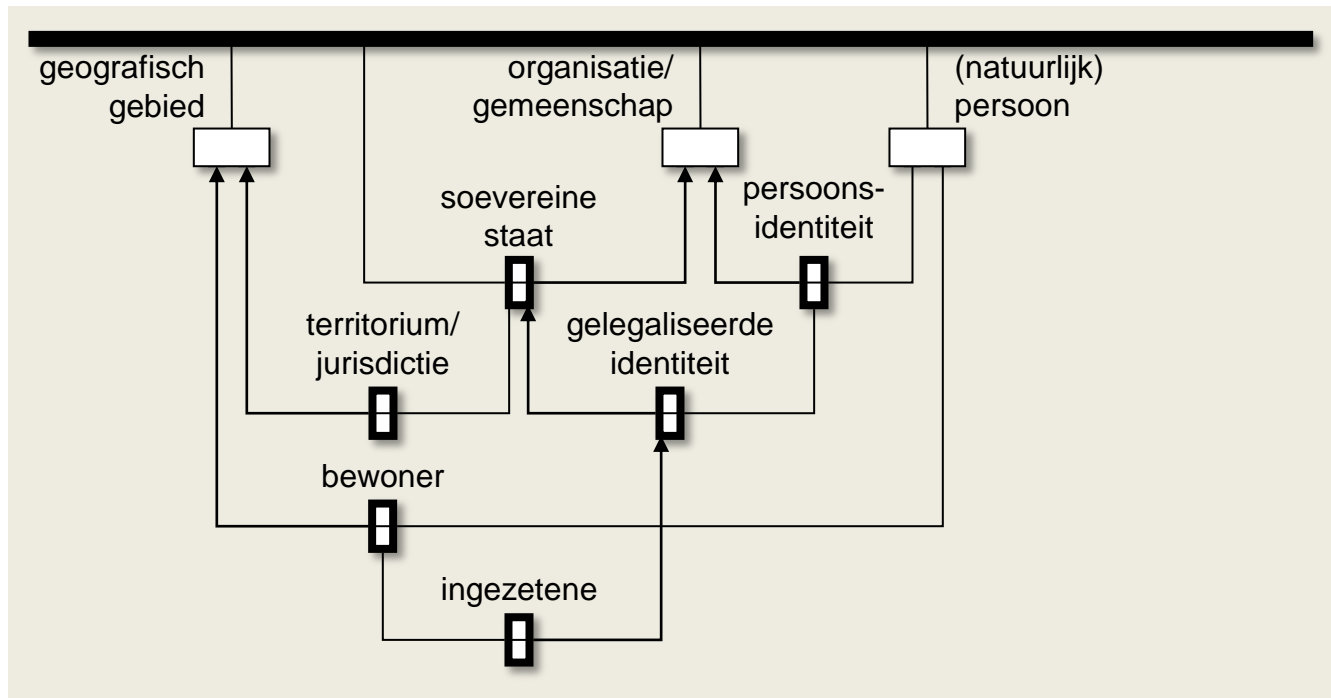 geografisch
gebied
organisatie/
gemeenschap
(natuurlijk)
persoon
soevereine
staat
persoons-
identiteit
territorium/
jurisdictie
gelegaliseerde
identiteit
bewoner
ingezetene